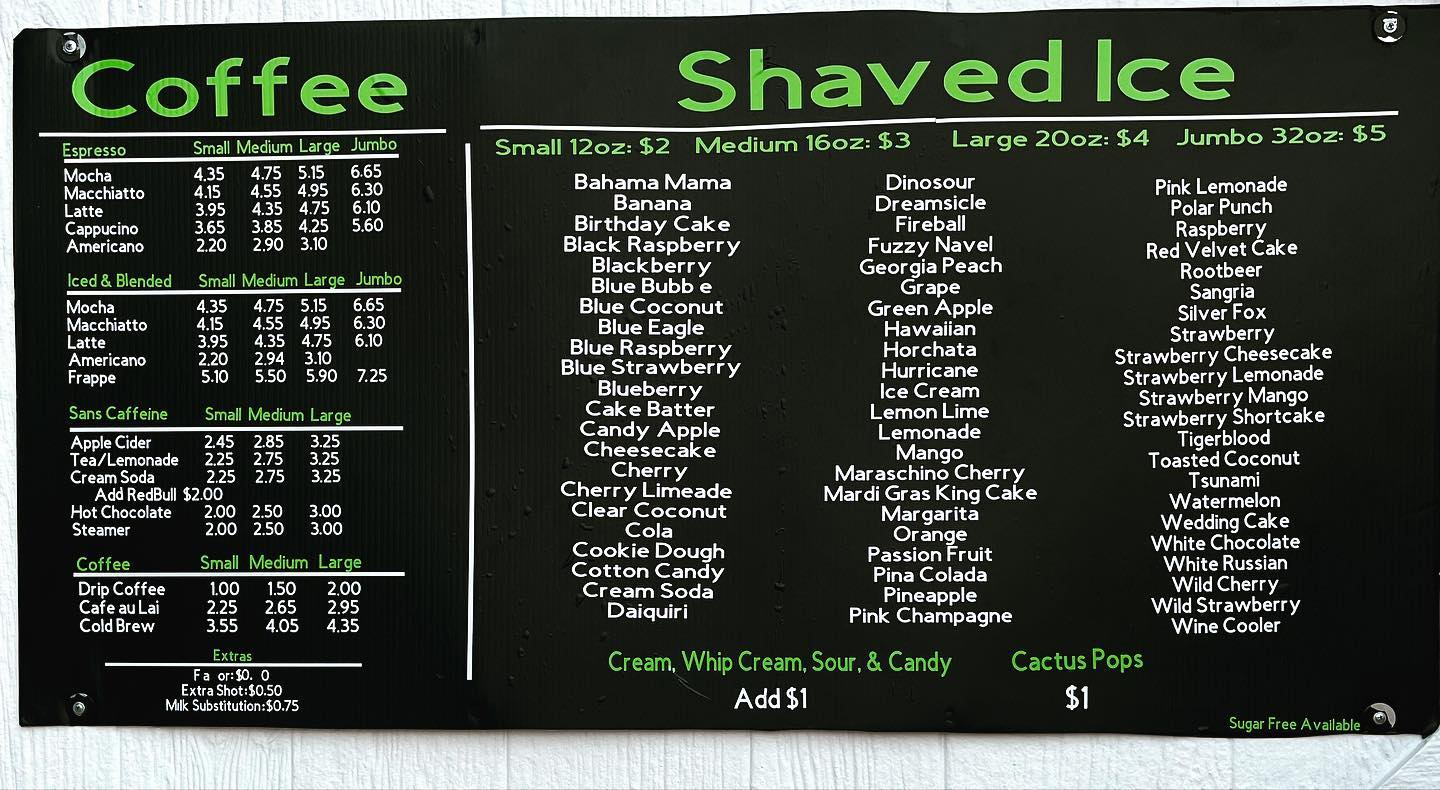 Coffee
Espresso Small Medium Large Jumbo
Mocha 4.35 4.75 5.15 6.65
Macchiatto 4.15 4.55 4.95 6.30
Latte 3.95 4.35 4.75 6.10
Cappucino 3.65 3.85 4.25 5.60
Americano 2.20 2.90 3.10
Iced & Blended Small Medium Large Jumbo
Mocha 4.35 4.75 5.15 6.65
Macchiatto 4.15 4.55 4.95 6.30
Latte 3.95 4.35 4.75 6.10
Americano 2.20 2.94 3.10
Frappe 5.10 5.50 5.90 7.25
Sans Caffeine Small Medium Large
Apple Cider 2.45 2.85 3.25
Tea/Lemonade 2.25 2.75 3.25
Cream Soda 2.25 2.75 3.25
Add RedBull $2.00
Hot Chocolate 2.00 2.50 3.00
Steamer 2.00 2.50 3.00
Coffee Small Medium Large
Drip Coffee 1.00 1.50 2.00
Cafe au Lai 2.25 2.65 2.95
Cold Brew 3.55 4.05 4.35
Extras
Fa or:$0. 0
Extra Shot:$0.50
Milk Substitution:$0.75
Shaved Ice
Small 12oz: $2 Medium 16oz: $3 Large 20oz: $4 Jumbo 32oz: $5
Bahama Mama
Banana
Birthday Cake
Black Raspberry
Blackberry
Blue Bubb e
Blue Coconut
Blue Eagle
Blue Raspberry
Blue Strawberry
Blueberry
Cake Batter
Candy Apple
Cheesecake
Cherry
Cherry Limeade
Clear Coconut
Cola
Cookie Dough
Cotton Candy
Cream Soda
Daiquiri
Dinosour
Dreamsicle
Fireball
Fuzzy Navel
Georgia Peach
Grape
Green Apple
Hawaiian
Horchata
Hurricane
Ice Cream
Lemon Lime
Lemonade
Mango
Maraschino Cherry
Mardi Gras King Cake
Margarita
Orange
Passion Fruit
Pina Colada
Pineapple
Pink Champagne
Pink Lemonade
Polar Punch
Raspberry
Red Velvet Cake
Rootbeer
Sangria
Silver Fox
Strawberry
Strawberry Cheesecake
Strawberry Lemonade
Strawberry Mango
Strawberry Shortcake
Tigerblood
Toasted Coconut
Tsunami
Watermelon
Wedding Cake
White Chocolate
White Russian
Wild Cherry
Wild Strawberry
Wine Cooler
Cream, Whip Cream, Sour, & Candy
Add $1
Cactus Pops
$1
Sugar Free Available